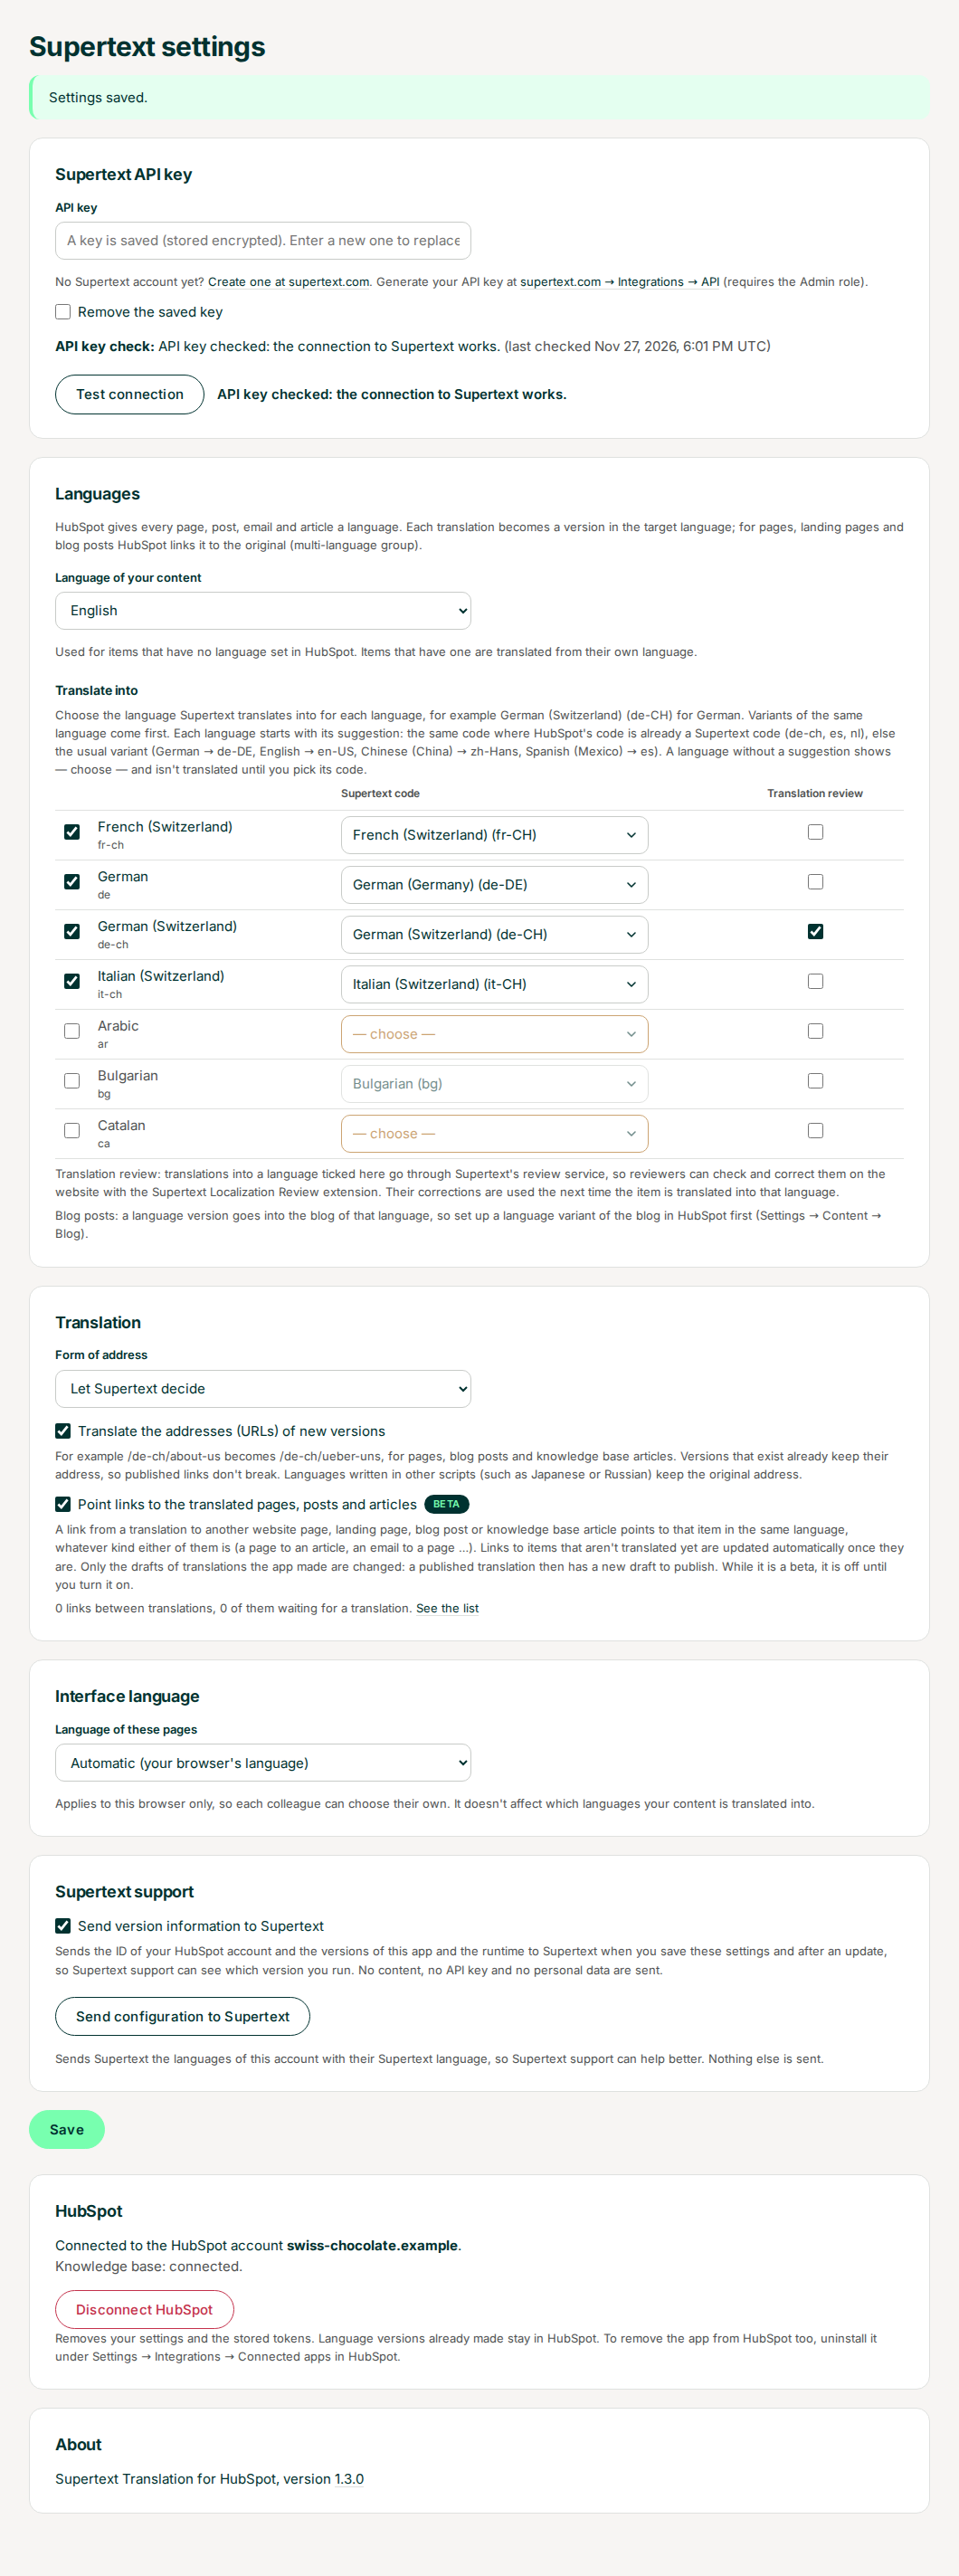 Supertext settings
Settings saved.
Supertext API key
API key
A key is saved (stored encrypted). Enter a new one to replace
No Supertext account yet? Create one at supertext.com. Generate your API key at supertext.com → Integrations → API (requires the Admin role).
Remove the saved key
API key check: API key checked: the connection to Supertext works. (last checked Nov 27, 2026, 6:01 PM UTC)
Test connection API key checked: the connection to Supertext works.
Languages
HubSpot gives every page, post, email and article a language. Each translation becomes a version in the target language; for pages, landing pages and
blog posts HubSpot links it to the original (multi-language group).
Language of your content
English
Used for items that have no language set in HubSpot. Items that have one are translated from their own language.
Translate into
Choose the language Supertext translates into for each language, for example German (Switzerland) (de-CH) for German. Variants of the same
language come first. Each language starts with its suggestion: the same code where HubSpot's code is already a Supertext code (de-ch, es, nl), else
the usual variant (German → de-DE, English → en-US, Chinese (China) → zh-Hans, Spanish (Mexico) → es). A language without a suggestion shows
— choose — and isn't translated until you pick its code.
Supertext code Translation review
French (Switzerland) French (Switzerland) (fr-CH)
fr-ch
German German (Germany) (de-DE)
de
German (Switzerland) German (Switzerland) (de-CH)
de-ch
Italian (Switzerland) Italian (Switzerland) (it-CH)
it-ch
Arabic — choose —
ar
Bulgarian Bulgarian (bg)
bg
Catalan — choose —
ca
Translation review: translations into a language ticked here go through Supertext's review service, so reviewers can check and correct them on the
website with the Supertext Localization Review extension. Their corrections are used the next time the item is translated into that language.
Blog posts: a language version goes into the blog of that language, so set up a language variant of the blog in HubSpot first (Settings → Content →
Blog).
Translation
Form of address
Let Supertext decide
Translate the addresses (URLs) of new versions
For example /de-ch/about-us becomes /de-ch/ueber-uns, for pages, blog posts and knowledge base articles. Versions that exist already keep their
address, so published links don't break. Languages written in other scripts (such as Japanese or Russian) keep the original address.
Point links to the translated pages, posts and articles BETA
A link from a translation to another website page, landing page, blog post or knowledge base article points to that item in the same language,
whatever kind either of them is (a page to an article, an email to a page ...). Links to items that aren't translated yet are updated automatically once they
are. Only the drafts of translations the app made are changed: a published translation then has a new draft to publish. While it is a beta, it is off until
you turn it on.
0 links between translations, 0 of them waiting for a translation. See the list
Interface language
Language of these pages
Automatic (your browser's language)
Applies to this browser only, so each colleague can choose their own. It doesn't affect which languages your content is translated into.
Supertext support
Send version information to Supertext
Sends the ID of your HubSpot account and the versions of this app and the runtime to Supertext when you save these settings and after an update,
so Supertext support can see which version you run. No content, no API key and no personal data are sent.
Send configuration to Supertext
Sends Supertext the languages of this account with their Supertext language, so Supertext support can help better. Nothing else is sent.
Save
HubSpot
Connected to the HubSpot account swiss-chocolate.example.
Knowledge base: connected.
Disconnect HubSpot
Removes your settings and the stored tokens. Language versions already made stay in HubSpot. To remove the app from HubSpot too, uninstall it
under Settings → Integrations → Connected apps in HubSpot.
About
Supertext Translation for HubSpot, version 1.3.0